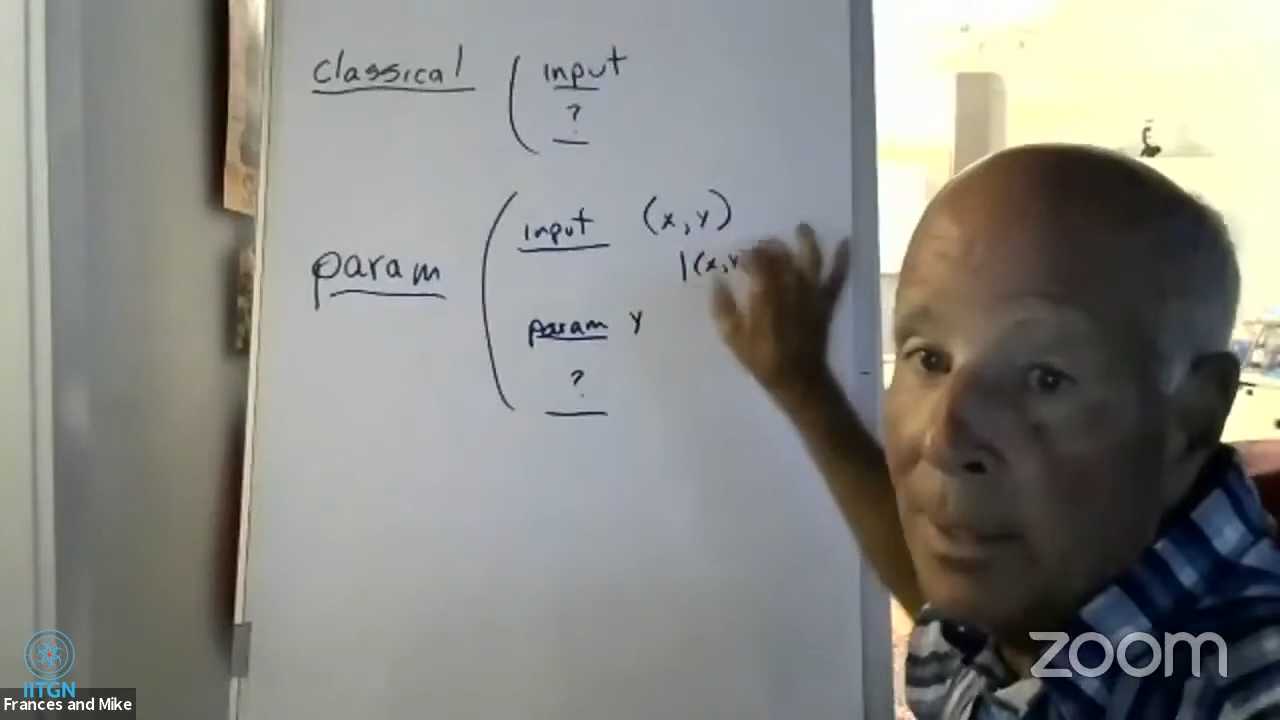 classical ( input
?
param ( input (x, y)
|(x,y
param y
?
zoom
IITGN
Frances and Mike